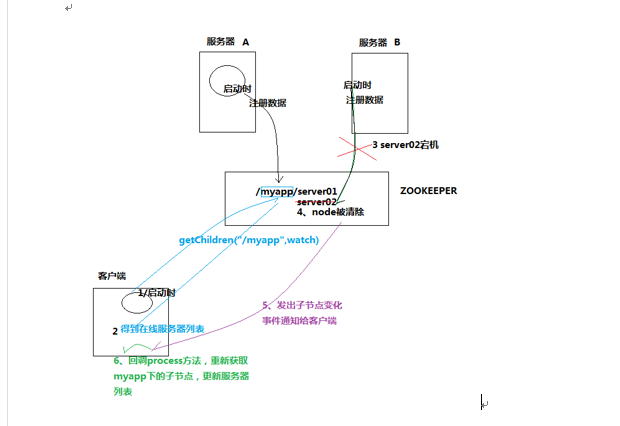 服务器 A
服务器 B
启动时
注册数据
启动时
注册数据
3 server02宕机
/myapp/server01
server02
4、node被清除
ZOOKEEPER
getChildren("/myapp",watch)
客户端
1/启动时
2 得到在线服务器列表
5、发出子节点变化
事件通知给客户端
6、回调process方法，重新获取
myapp下的子节点，更新服务器
列表